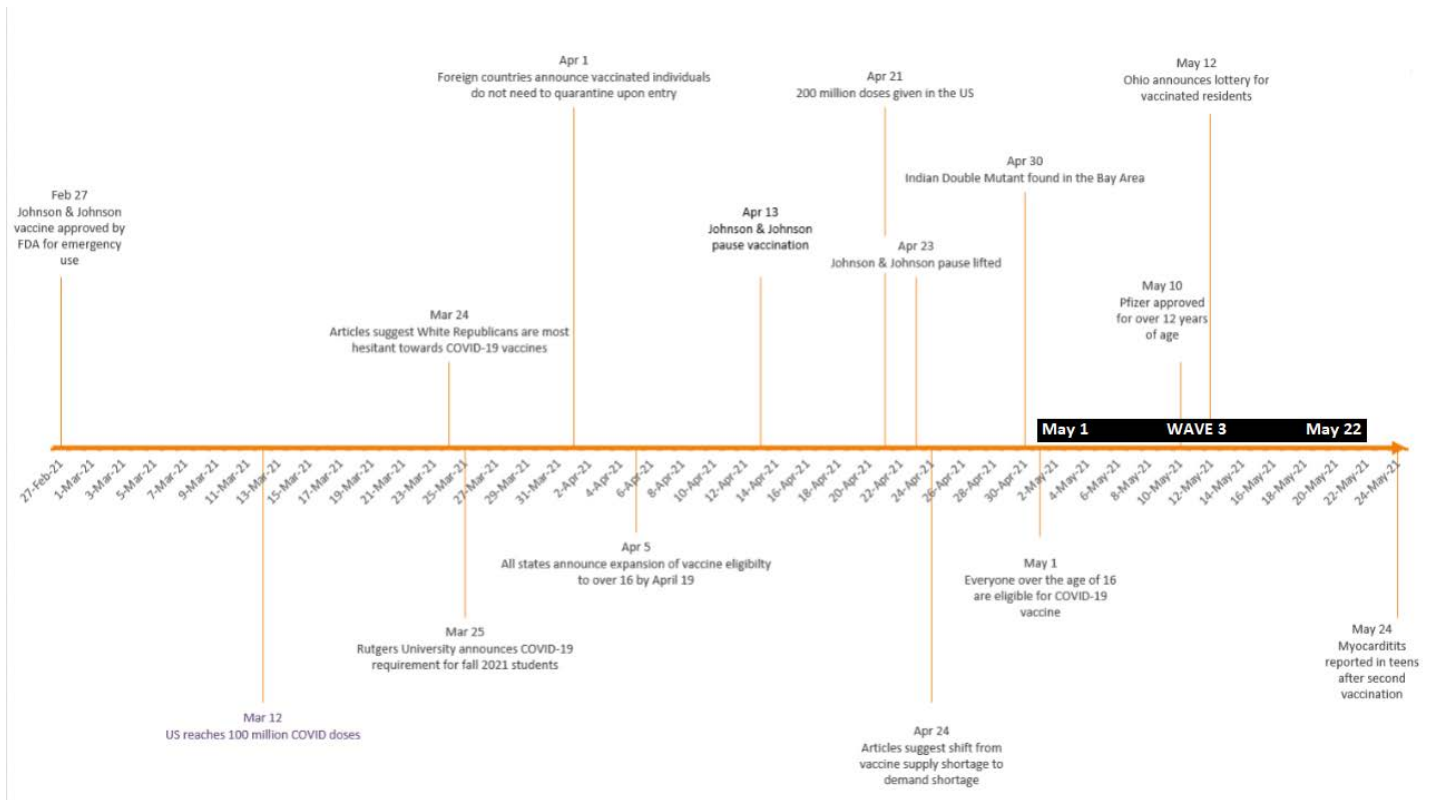 Apr 1
Foreign countries announce vaccinated individuals
do not need to quarantine upon entry
Apr 21
200 million doses given in the US
May 12
Ohio announces lottery for
vaccinated residents
Feb 27
Johnson & Johnson
vaccine approved by
FDA for emergency
use
Apr 30
Indian Double Mutant found in the Bay Area
Apr 13
Johnson & Johnson
pause vaccination
Apr 23
Johnson & Johnson pause lifted
Mar 24
Articles suggest White Republicans are most
hesitant towards COVID-19 vaccines
May 10
Pfizer approved
for over 12 years
of age
May 1 WAVE 3 May 22
27-Feb-21
1-Mar-21
3-Mar-21
5-Mar-21
7-Mar-21
9-Mar-21
11-Mar-21
13-Mar-21
15-Mar-21
17-Mar-21
19-Mar-21
21-Mar-21
23-Mar-21
25-Mar-21
27-Mar-21
29-Mar-21
31-Mar-21
2-Apr-21
4-Apr-21
6-Apr-21
8-Apr-21
10-Apr-21
12-Apr-21
14-Apr-21
16-Apr-21
18-Apr-21
20-Apr-21
22-Apr-21
24-Apr-21
26-Apr-21
28-Apr-21
30-Apr-21
2-May-21
4-May-21
6-May-21
8-May-21
10-May-21
12-May-21
14-May-21
16-May-21
18-May-21
20-May-21
22-May-21
24-May-21
Apr 5
All states announce expansion of vaccine eligibilty
to over 16 by April 19
May 1
Everyone over the age of 16
are eligible for COVID-19
vaccine
Mar 25
Rutgers University announces COVID-19
requirement for fall 2021 students
May 24
Myocarditits
reported in teens
after second
vaccination
Mar 12
US reaches 100 million COVID doses
Apr 24
Articles suggest shift from
vaccine supply shortage to
demand shortage